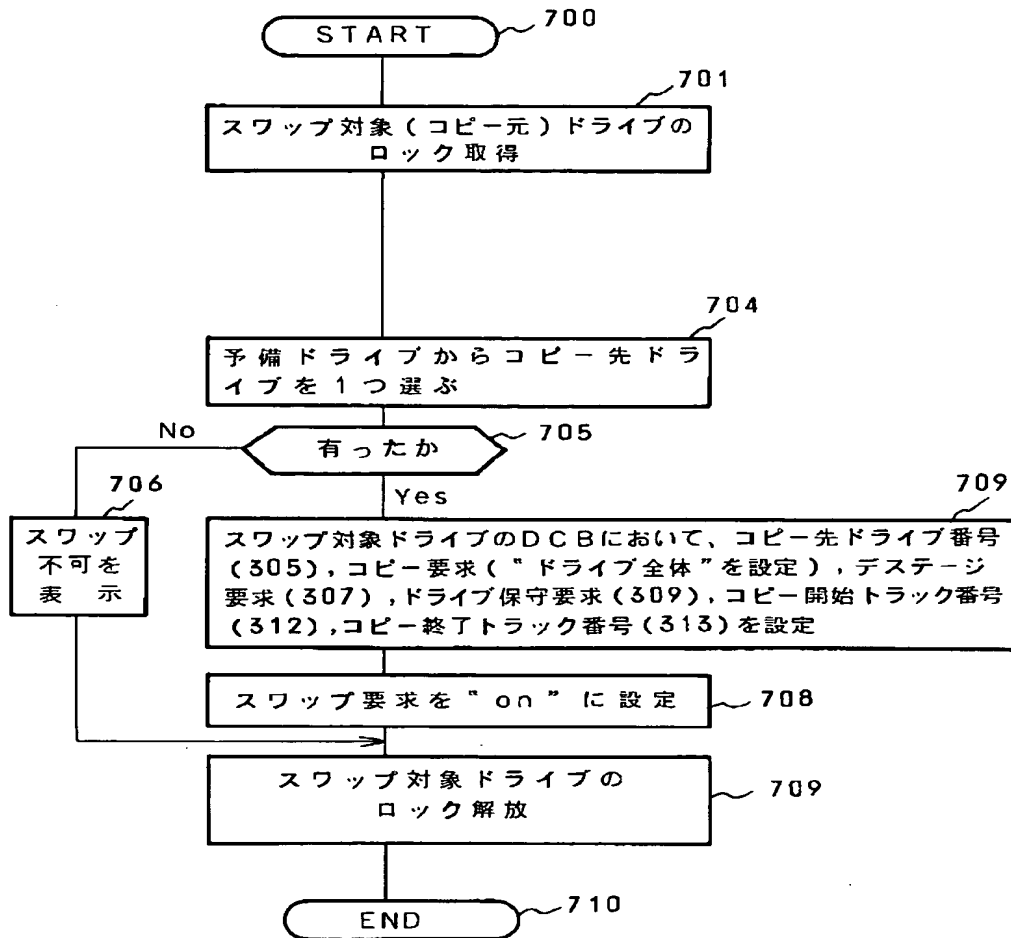 START
700
701
スワップ対象(コピー元)ドライブの
ロック取得
704
予備ドライブからコピー先ドラ
イブを1つ選ぶ
No
有ったか
705
Yes
706
スワップ
不可を
表示
709
スワップ対象ドライブのDCBにおいて、コピー先ドライブ番号
(305),コピー要求("ドライブ全体"を設定),デステージ
要求(307),ドライブ保守要求(309),コピー開始トラック番号
(312),コピー終了トラック番号(313)を設定
スワップ要求を"on"に設定
708
スワップ対象ドライブの
ロック解放
709
END
710